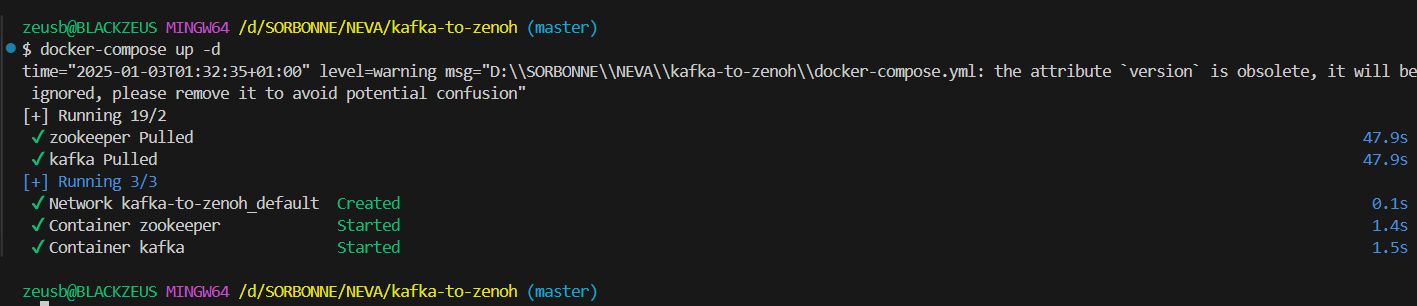 zeusb@BLACKZEUS MINGW64 /d/SORBONNE/NEVA/kafka-to-zenoh (master)
$ docker-compose up -d
time="2025-01-03T01:32:35+01:00" level=warning msg="D:\\SORBONNE\\NEVA\\kafka-to-zenoh\\docker-compose.yml: the attribute `version` is obsolete, it will be
 ignored, please remove it to avoid potential confusion"
[+] Running 19/2
 ✓ zookeeper Pulled 47.9s
 ✓ kafka Pulled 47.9s
[+] Running 3/3
 ✓ Network kafka-to-zenoh_default Created 0.1s
 ✓ Container zookeeper Started 1.4s
 ✓ Container kafka Started 1.5s
zeusb@BLACKZEUS MINGW64 /d/SORBONNE/NEVA/kafka-to-zenoh (master)